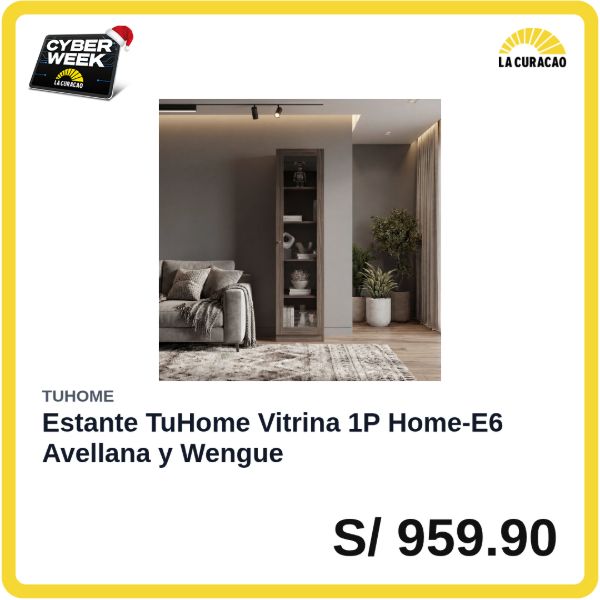 CYBER
WEEK
LA CURACAO
LA CURACAO
TUHOME
Estante TuHome Vitrina 1P Home-E6
Avellana y Wengue
S/ 959.90